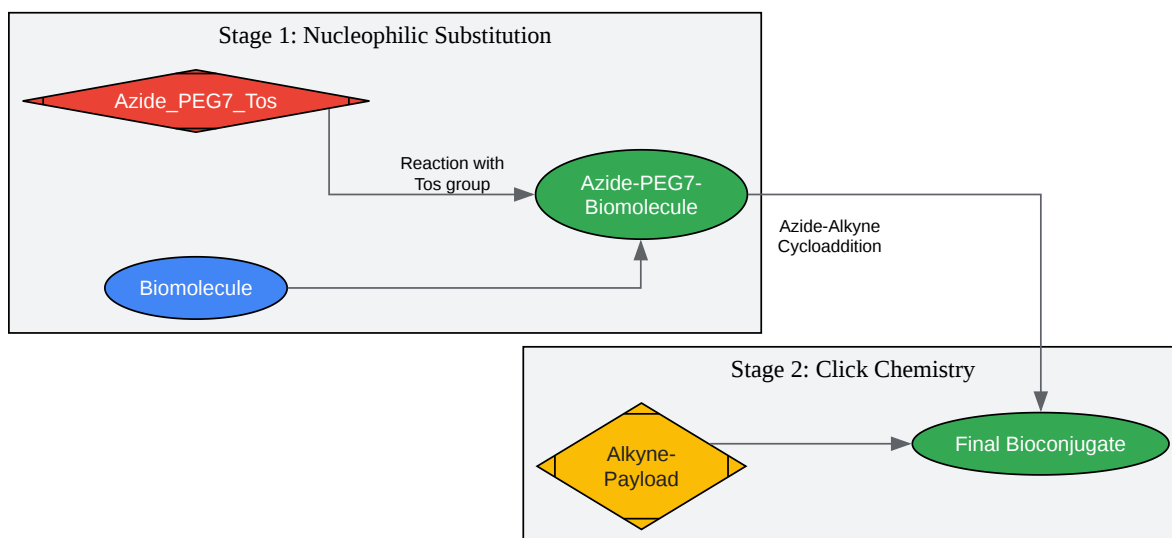 Stage 1: Nucleophilic Substitution
Azide_PEG7_Tos
Reaction with
Tos group
Azide-PEG7-
Biomolecule
Biomolecule
Azide-Alkyne
Cycloaddition
Stage 2: Click Chemistry
Alkyne-
Payload
Final Bioconjugate